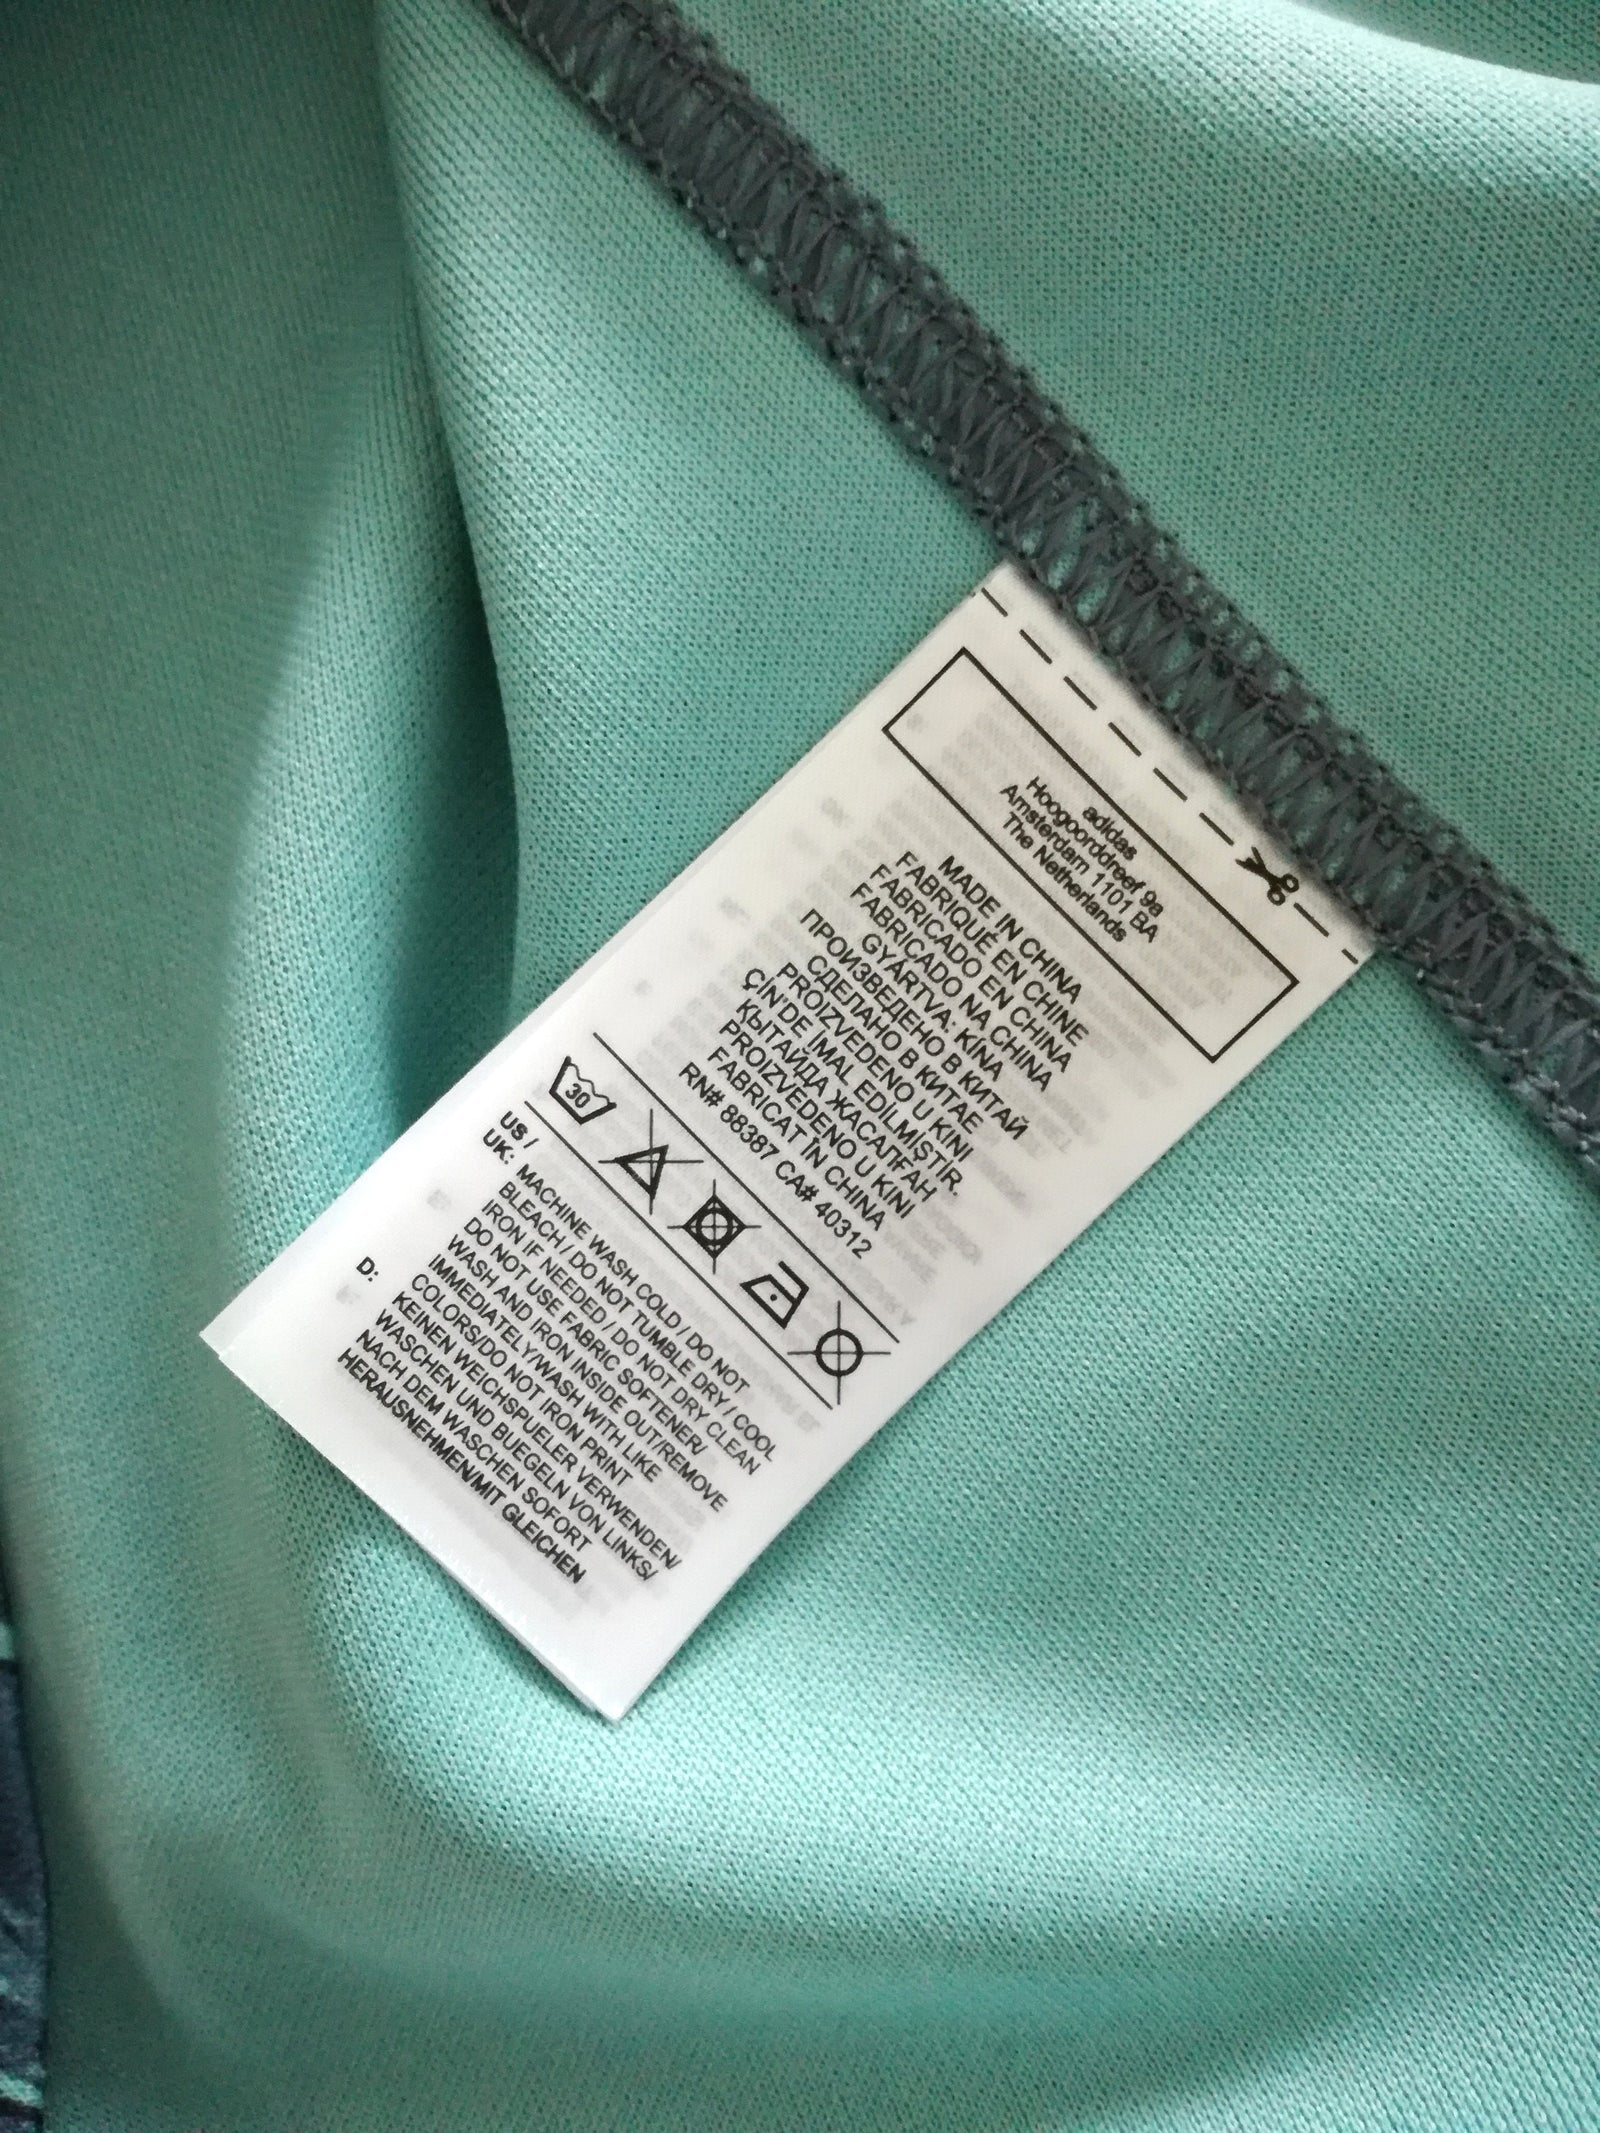 adidas
Hoogoorddreef 9a
Amsterdam 1101 BA
The Netherlands
MADE IN CHINA
FABRIQUÉ EN CHINE
FABRICADO EN CHINA
FABRICADO NA CHINA
GYÁRTVA: KÍNA
ПРОИЗВЕДЕНО В КИТАЕ
СДЕЛАНО В КИТАЙ
PROIZVEDENO U KINI
ÇİN'DE İMAL EDİLMİŞTİR.
ҚЫТАЙДА ЖАСАЛҒАН
PROIZVEDENO U KINI
FABRICAT ÎN CHINA
RN# 88387 CA# 40312
30
US /
UK: MACHINE WASH COLD / DO NOT
BLEACH / DO NOT TUMBLE DRY / COOL
IRON IF NEEDED / DO NOT DRY CLEAN
DO NOT USE FABRIC SOFTENER/
WASH AND IRON INSIDE OUT/REMOVE
IMMEDIATELY/WASH WITH LIKE
COLORS/DO NOT IRON PRINT
D: KEINEN WEICHSPUELER VERWENDEN/
WASCHEN UND BUEGELN VON LINKS/
NACH DEM WASCHEN SOFORT
HERAUSNEHMEN/MIT GLEICHEN